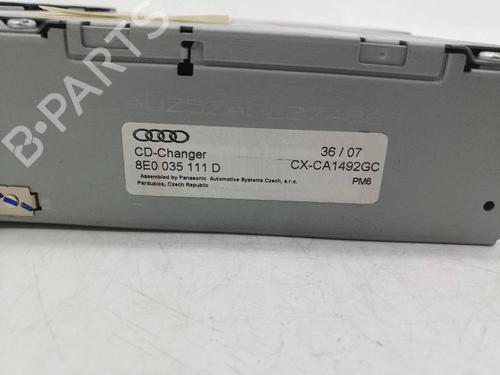 B-PARTS
CD-Changer
36 / 07
8E0 035 111 D
CX-CA1492GC
Assembled by Panasonic Automotive Systems Czech, s.r.o.
PM6
Pardubice, Czech Republic